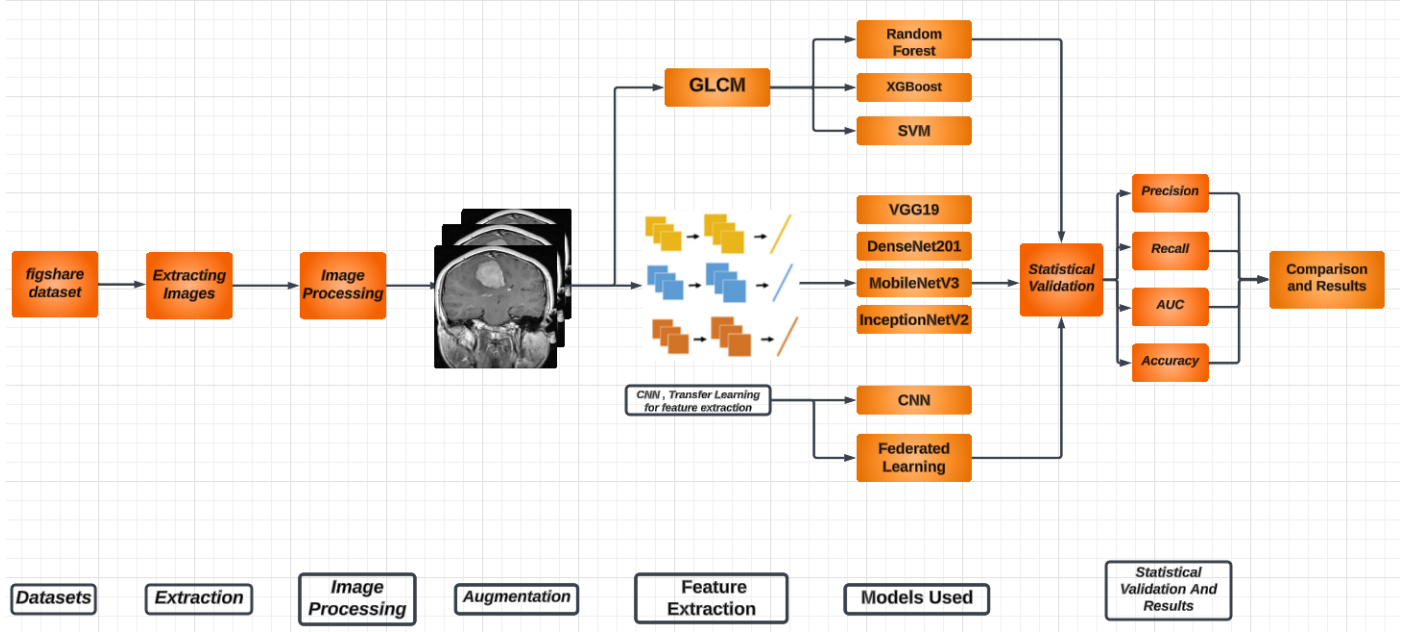 figshare
dataset
Extracting
Images
Image
Processing
GLCM
Random
Forest
XGBoost
SVM
VGG19
DenseNet201
MobileNetV3
InceptionNetV2
CNN , Transfer Learning
for feature extraction
CNN
Federated
Learning
Statistical
Validation
Precision
Recall
AUC
Accuracy
Comparison
and Results
Datasets
Extraction
Image
Processing
Augmentation
Feature
Extraction
Models Used
Statistical
Validation And
Results